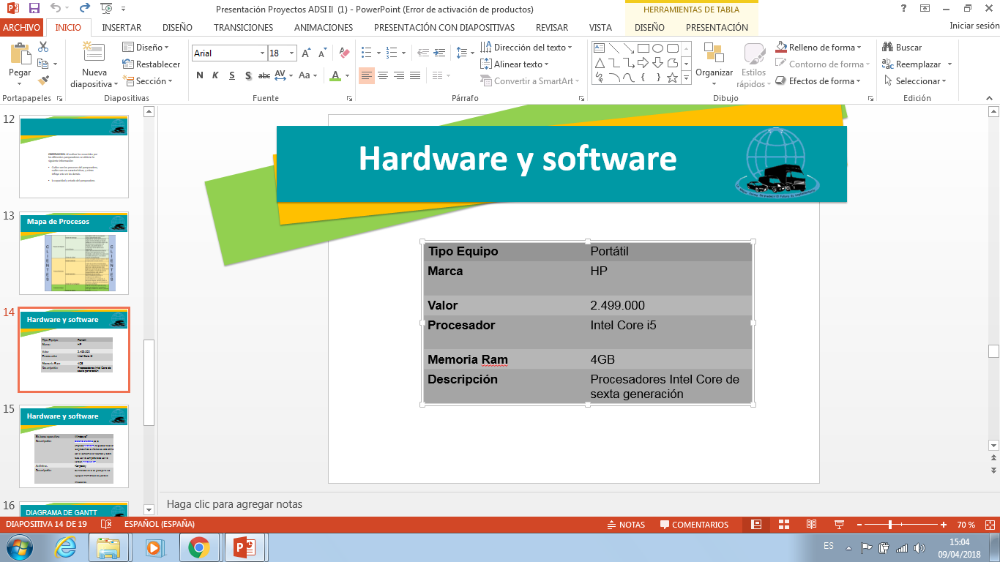 Presentación Proyectos ADSI II (1) - PowerPoint (Error de activación de productos)
HERRAMIENTAS DE TABLA
ARCHIVO INICIO INSERTAR DISEÑO TRANSICIONES ANIMACIONES PRESENTACIÓN CON DIAPOSITIVAS REVISAR VISTA DISEÑO PRESENTACIÓN
Iniciar sesión
Pegar
Portapapeles
Nueva diapositiva
Diseño
Restablecer
Sección
Diapositivas
Arial 18
N K S S abc AV Aa A
Fuente
Dirección del texto
Alinear texto
Convertir a SmartArt
Párrafo
Organizar
Estilos rápidos
Relleno de forma
Contorno de forma
Efectos de forma
Dibujo
Buscar
Reemplazar
Seleccionar
Edición
12
13
Mapa de Procesos
CLIENTES
CLIENTES
14
Hardware y software
15
Hardware y software
16
DIAGRAMA DE GANTT
Hardware y software
Tipo Equipo Portátil
Marca HP
Valor 2.499.000
Procesador Intel Core i5
Memoria Ram 4GB
Descripción Procesadores Intel Core de
sexta generación
Haga clic para agregar notas
DIAPOSITIVA 14 DE 19 ESPAÑOL (ESPAÑA) NOTAS COMENTARIOS 70 %
ES
15:04
09/04/2018